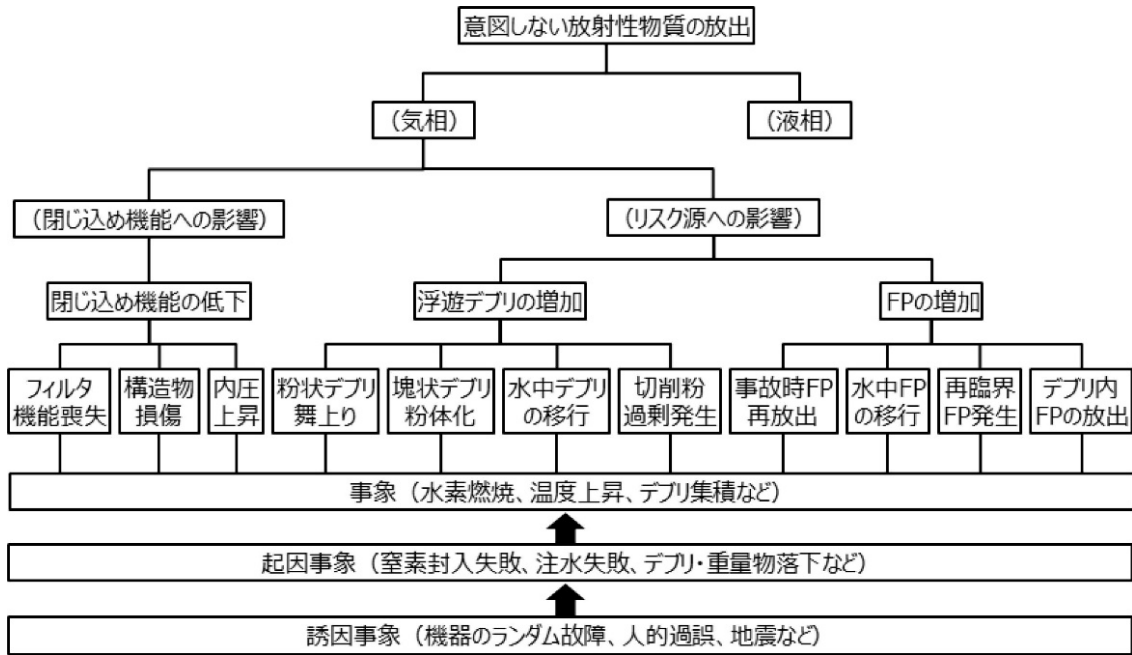 意図しない放射性物質の放出
（気相）
（液相）
（閉じ込め機能への影響）
（リスク源への影響）
閉じ込め機能の低下
浮遊デブリの増加
FPの増加
フィルタ
機能喪失
構造物
損傷
内圧
上昇
粉状デブリ
舞上り
塊状デブリ
粉体化
水中デブリ
の移行
切削粉
過剰発生
事故時FP
再放出
水中FP
の移行
再臨界
FP発生
デブリ内
FPの放出
事象（水素燃焼、温度上昇、デブリ集積など）
起因事象（窒素封入失敗、注水失敗、デブリ・重量物落下など）
誘因事象（機器のランダム故障、人的過誤、地震など）